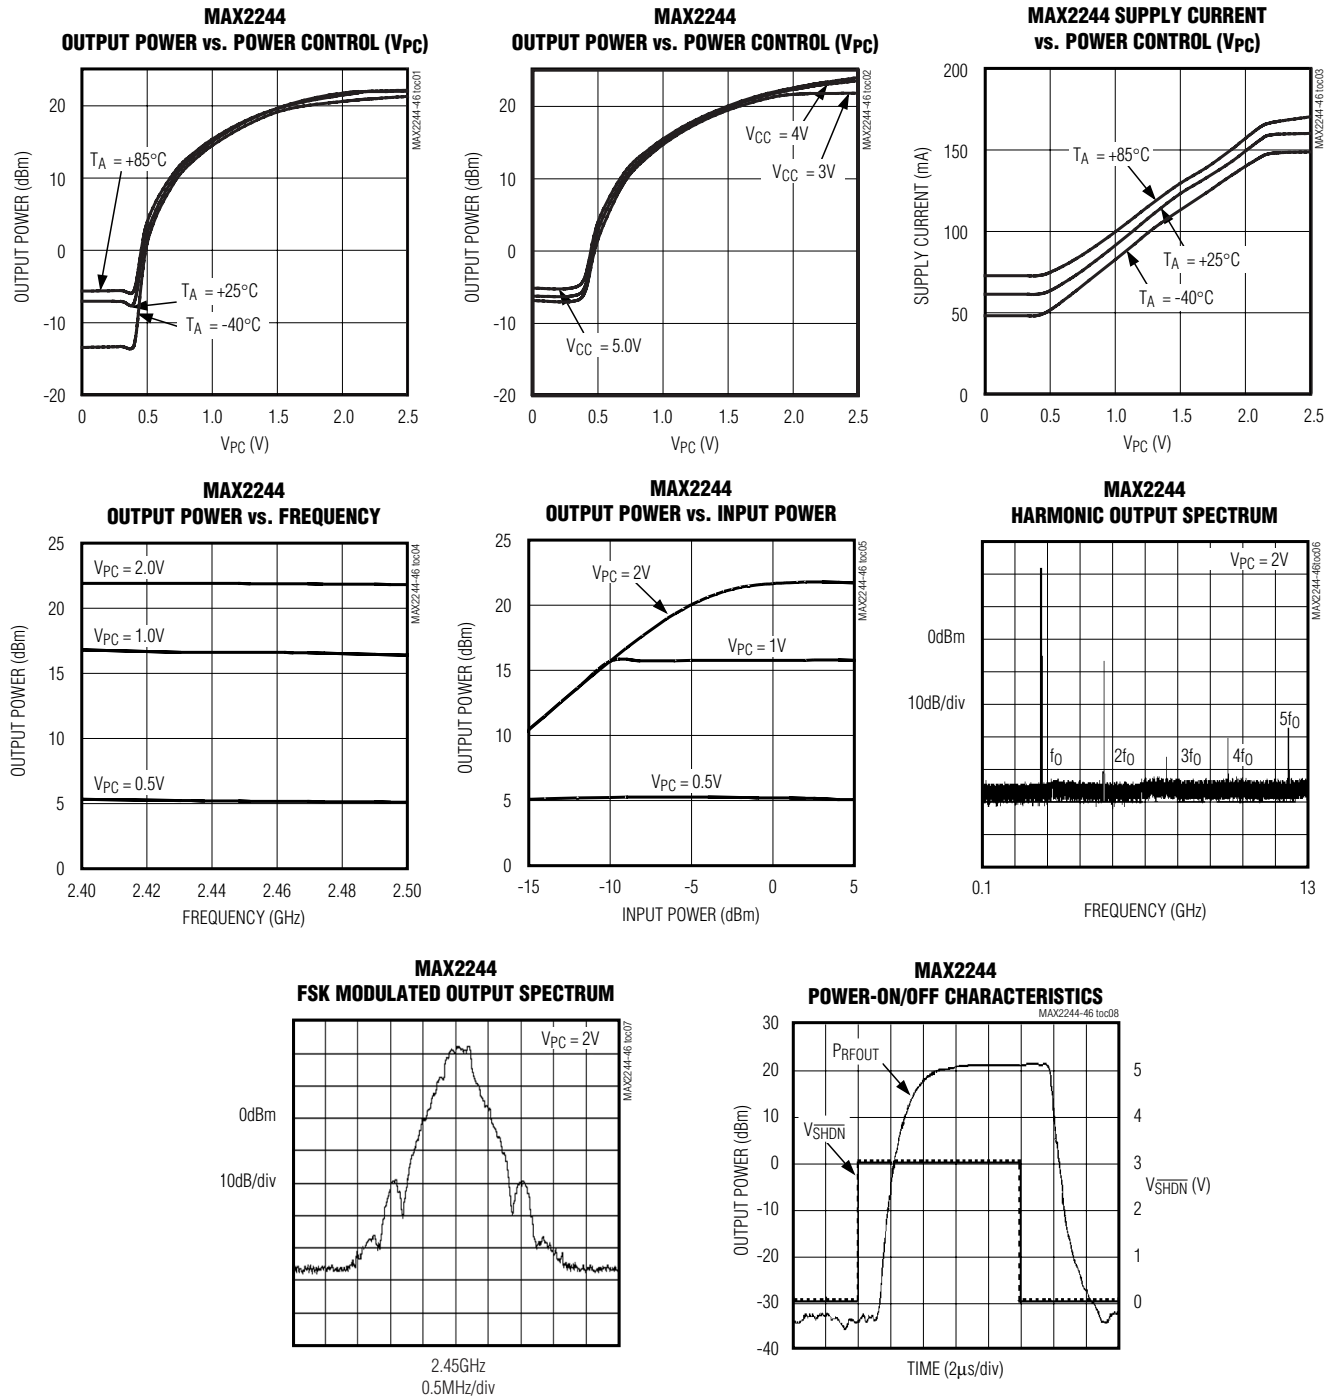 MAX2244
OUTPUT POWER vs. POWER CONTROL (VPC)
MAX2244-46 toc01
OUTPUT POWER (dBm)
20
10
0
-10
-20
TA = +85°C
TA = +25°C
TA = -40°C
0 0.5 1.0 1.5 2.0 2.5
VPC (V)
MAX2244
OUTPUT POWER vs. POWER CONTROL (VPC)
MAX2244-46 toc02
OUTPUT POWER (dBm)
20
10
0
-10
-20
VCC = 4V
VCC = 3V
VCC = 5.0V
0 0.5 1.0 1.5 2.0 2.5
VPC (V)
MAX2244 SUPPLY CURRENT
vs. POWER CONTROL (VPC)
MAX2244-46 toc03
SUPPLY CURRENT (mA)
200
150
100
50
0
TA = +85°C
TA = +25°C
TA = -40°C
0 0.5 1.0 1.5 2.0 2.5
VPC (V)
MAX2244
OUTPUT POWER vs. FREQUENCY
MAX2244-46 toc04
OUTPUT POWER (dBm)
25
20
15
10
5
0
VPC = 2.0V
VPC = 1.0V
VPC = 0.5V
2.40 2.42 2.44 2.46 2.48 2.50
FREQUENCY (GHz)
MAX2244
OUTPUT POWER vs. INPUT POWER
MAX2244-46 toc05
OUTPUT POWER (dBm)
25
20
15
10
5
0
VPC = 2V
VPC = 1V
VPC = 0.5V
-15 -10 -5 0 5
INPUT POWER (dBm)
MAX2244
HARMONIC OUTPUT SPECTRUM
MAX2244-46toc06
VPC = 2V
0dBm
10dB/div
5fO
fO 2fO 3fO 4fO
0.1 13
FREQUENCY (GHz)
MAX2244
FSK MODULATED OUTPUT SPECTRUM
MAX2244-46 toc07
VPC = 2V
0dBm
10dB/div
2.45GHz
0.5MHz/div
MAX2244
POWER-ON/OFF CHARACTERISTICS
MAX2244-46 toc08
OUTPUT POWER (dBm)
30
20
10
0
-10
-20
-30
-40
PRFOUT
VSHDN
5
4
3
2
1
0
VSHDN (V)
TIME (2µs/div)